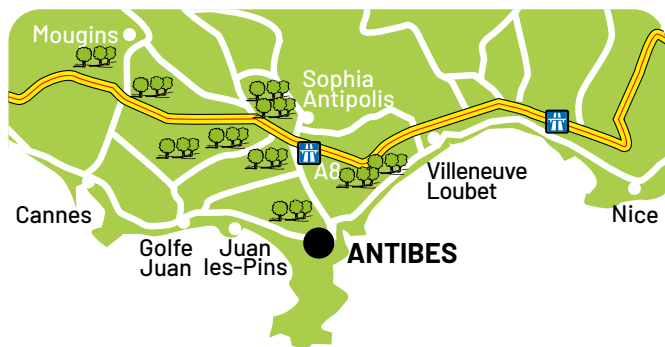 Mougins
Sophia
Antipolis
A8
Villeneuve
Loubet
Cannes
Nice
Golfe
Juan
Juan
les-Pins
ANTIBES